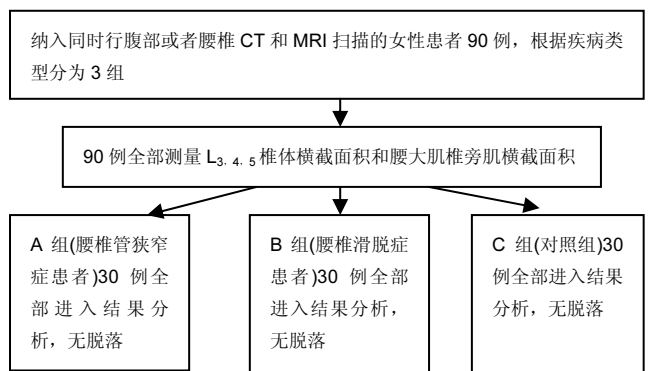 纳入同时行腹部或者腰椎 CT 和 MRI 扫描的女性患者 90 例，根据疾病类
型分为 3 组
90 例全部测量 L3，4，5 椎体横截面积和腰大肌椎旁肌横截面积
A 组(腰椎管狭窄
症患者)30 例全
部进入结果分
析，无脱落
B 组(腰椎滑脱症
患者)30 例全部
进入结果分析，
无脱落
C 组(对照组)30
例全部进入结果
分析，无脱落